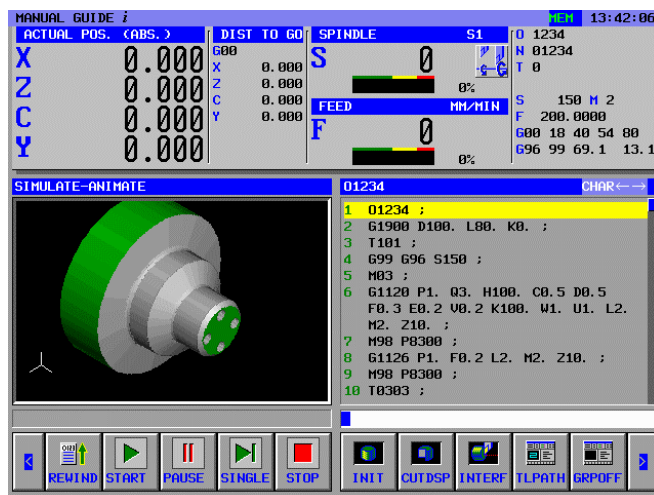 MANUAL GUIDE i MEM 13:42:06
ACTUAL POS. (ABS.)
X 0.000
Z 0.000
C 0.000
Y 0.000
DIST TO GO
G00
X 0.000
Z 0.000
C 0.000
Y 0.000
SPINDLE S1
S 0
0%
FEED MM/MIN
F 0
0%
O 1234
N 01234
T 0
S 150 M 2
F 200.0000
G00 18 40 54 80
G96 99 69.1 13.1
SIMULATE-ANIMATE
O1234 CHAR←→
1 O1234 ;
2 G1900 D100. L80. K0. ;
3 T101 ;
4 G99 G96 S150 ;
5 M03 ;
6 G1120 P1. Q3. H100. C0.5 D0.5
F0.3 E0.2 V0.2 K100. W1. U1. L2.
M2. Z10. ;
7 M98 P8300 ;
8 G1126 P1. F0.2 L2. M2. Z10. ;
9 M98 P8300 ;
10 T0303 ;
< REWIND START PAUSE SINGLE STOP INIT CUTDSP INTERF TLPATH GRPOFF >